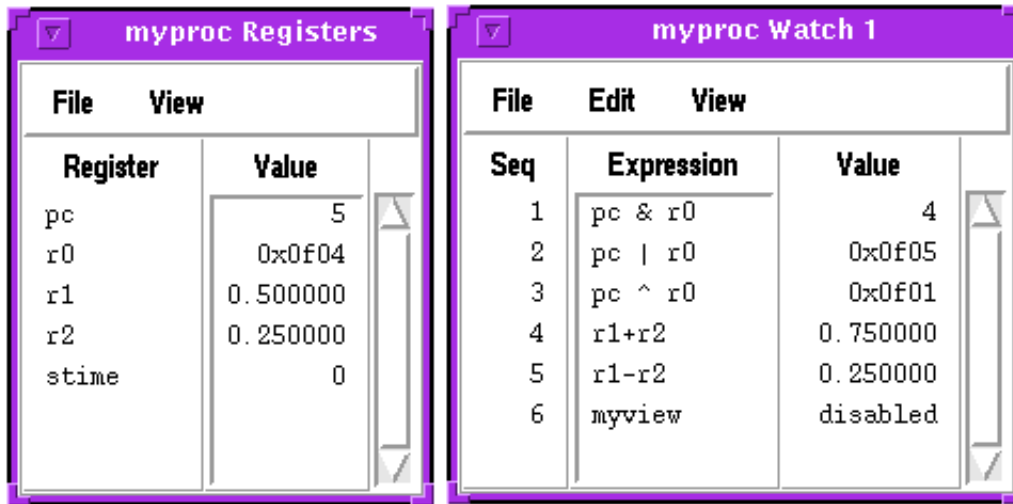 myproc Registers
File View
Register Value
pc 5
r0 0x0f04
r1 0.500000
r2 0.250000
stime 0
myproc Watch 1
File Edit View
Seq Expression Value
1 pc & r0 4
2 pc | r0 0x0f05
3 pc ^ r0 0x0f01
4 r1+r2 0.750000
5 r1-r2 0.250000
6 myview disabled